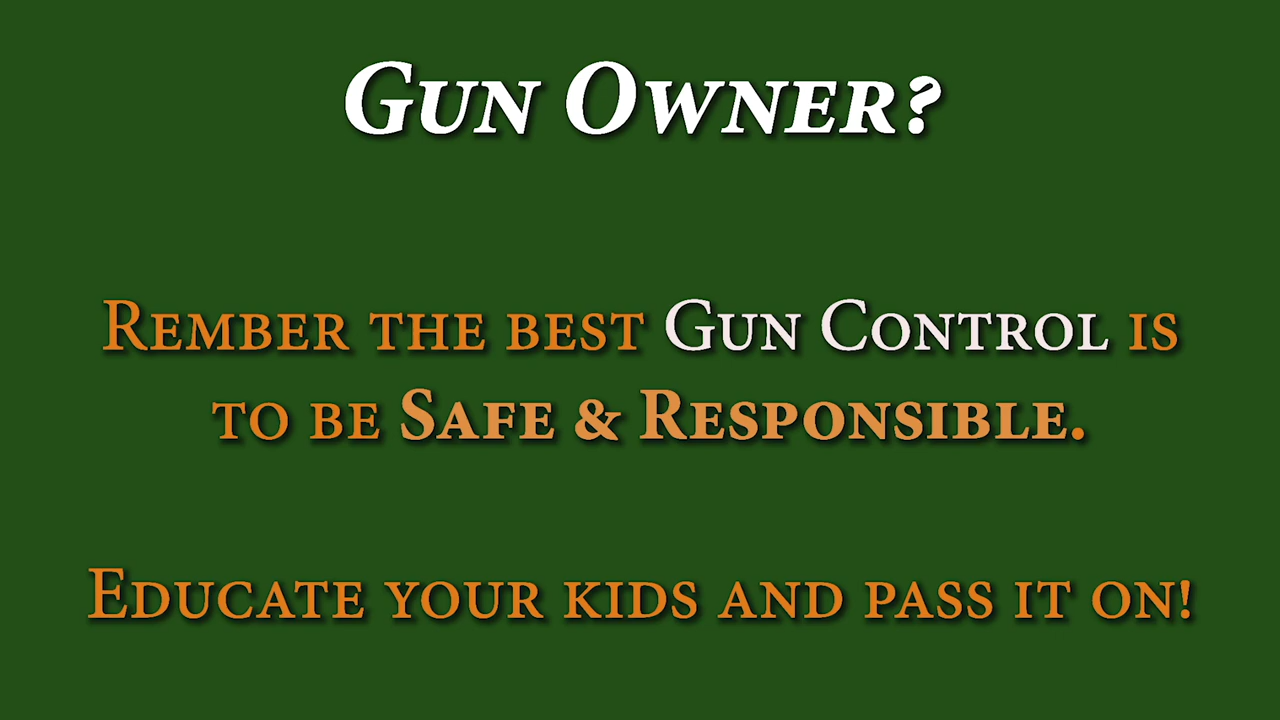 Gun Owner?
Rember the best Gun Control is
to be Safe & Responsible.
Educate your kids and pass it on!